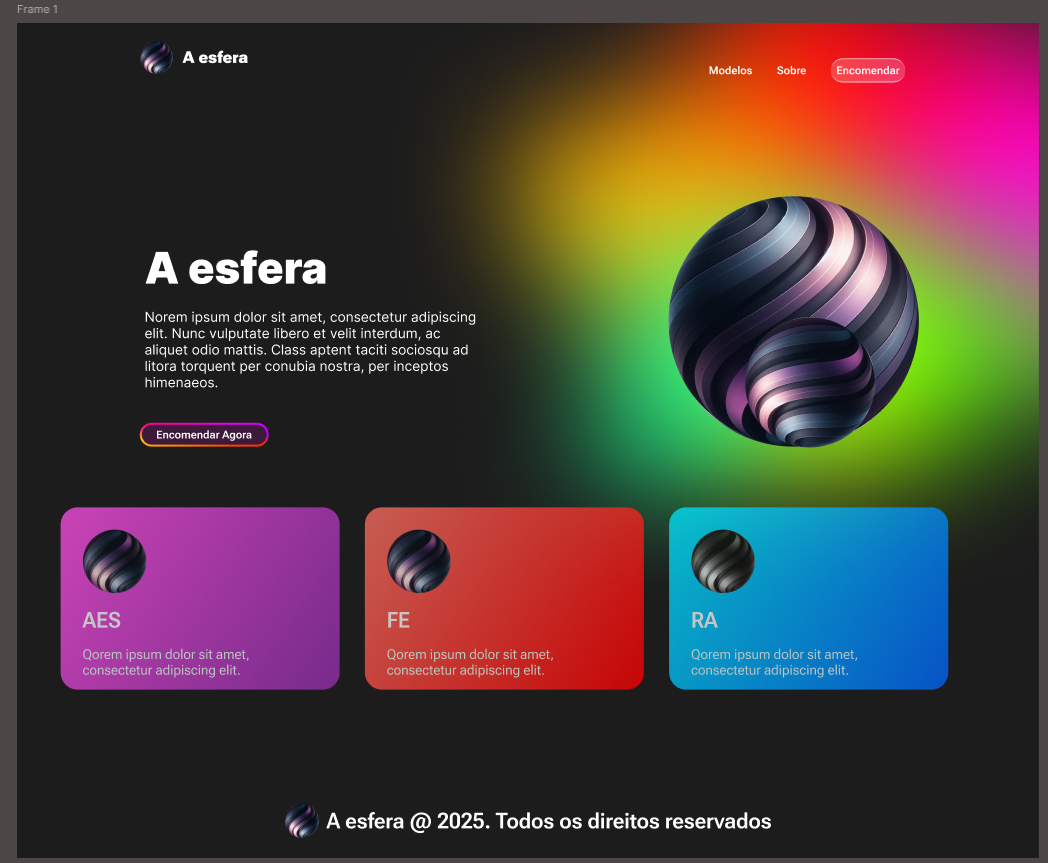 Frame 1
A esfera
Modelos Sobre Encomendar
A esfera
Norem ipsum dolor sit amet, consectetur adipiscing
elit. Nunc vulputate libero et velit interdum, ac
aliquet odio mattis. Class aptent taciti sociosqu ad
litora torquent per conubia nostra, per inceptos
himenaeos.
Encomendar Agora
AES
Qorem ipsum dolor sit amet,
consectetur adipiscing elit.
FE
Qorem ipsum dolor sit amet,
consectetur adipiscing elit.
RA
Qorem ipsum dolor sit amet,
consectetur adipiscing elit.
A esfera @ 2025. Todos os direitos reservados